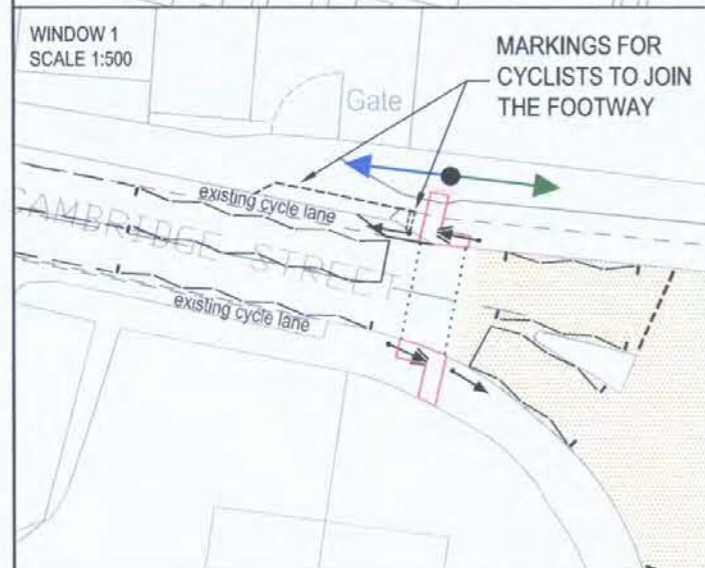 WINDOW 1
SCALE 1:500
MARKINGS FOR
CYCLISTS TO JOIN
THE FOOTWAY
Gate
existing cycle lane
CAMBRIDGE STREET
existing cycle lane